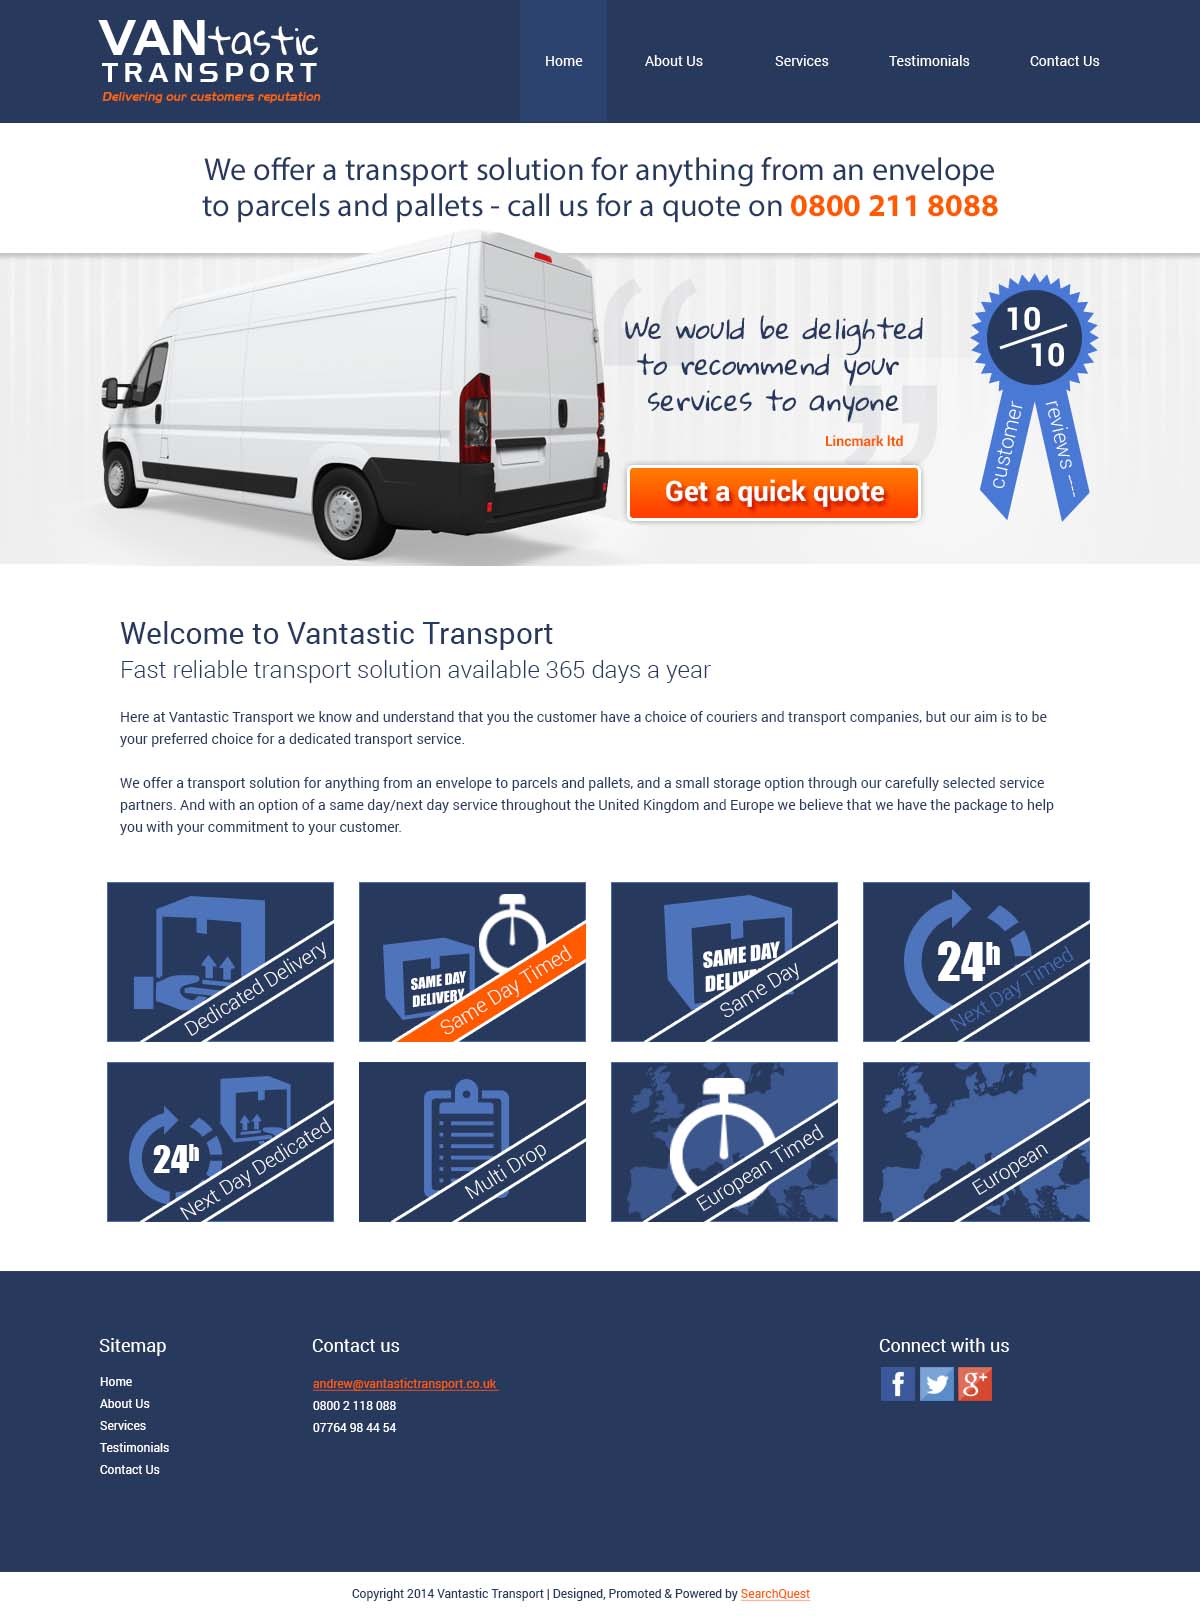 VANtastic
TRANSPORT
Delivering our customers reputation
Home
About Us
Services
Testimonials
Contact Us
We offer a transport solution for anything from an envelope
to parcels and pallets - call us for a quote on 0800 211 8088
We would be delighted
to recommend your
services to anyone
Lincmark ltd
Get a quick quote
10
10
customer
reviews
Welcome to Vantastic Transport
Fast reliable transport solution available 365 days a year
Here at Vantastic Transport we know and understand that you the customer have a choice of couriers and transport companies, but our aim is to be
your preferred choice for a dedicated transport service.
We offer a transport solution for anything from an envelope to parcels and pallets, and a small storage option through our carefully selected service
partners. And with an option of a same day/next day service throughout the United Kingdom and Europe we believe that we have the package to help
you with your commitment to your customer.
Dedicated Delivery
SAME DAY
DELIVERY
Same Day Timed
SAME DAY
DELIVERY
Same Day
24h
Next Day Timed
24h
Next Day Dedicated
Multi Drop
European Timed
European
Sitemap
Home
About Us
Services
Testimonials
Contact Us
Contact us
andrew@vantastictransport.co.uk
0800 2 118 088
07764 98 44 54
Connect with us
f
g+
Copyright 2014 Vantastic Transport | Designed, Promoted & Powered by SearchQuest